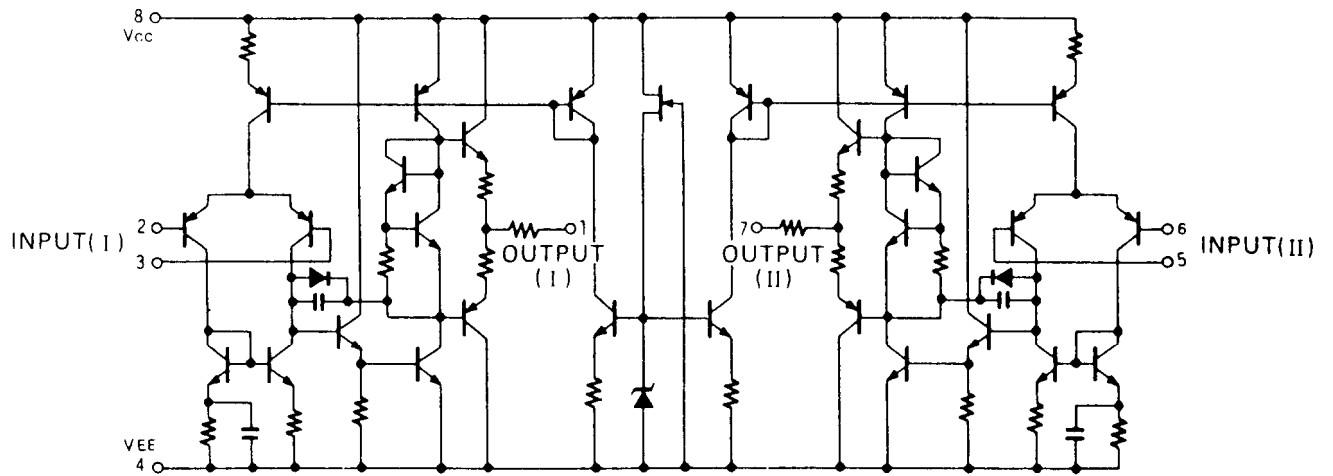 8
Vcc
INPUT(I)
2
3
1
OUTPUT
(I)
7
OUTPUT
(II)
6
5
INPUT(II)
VEE
4